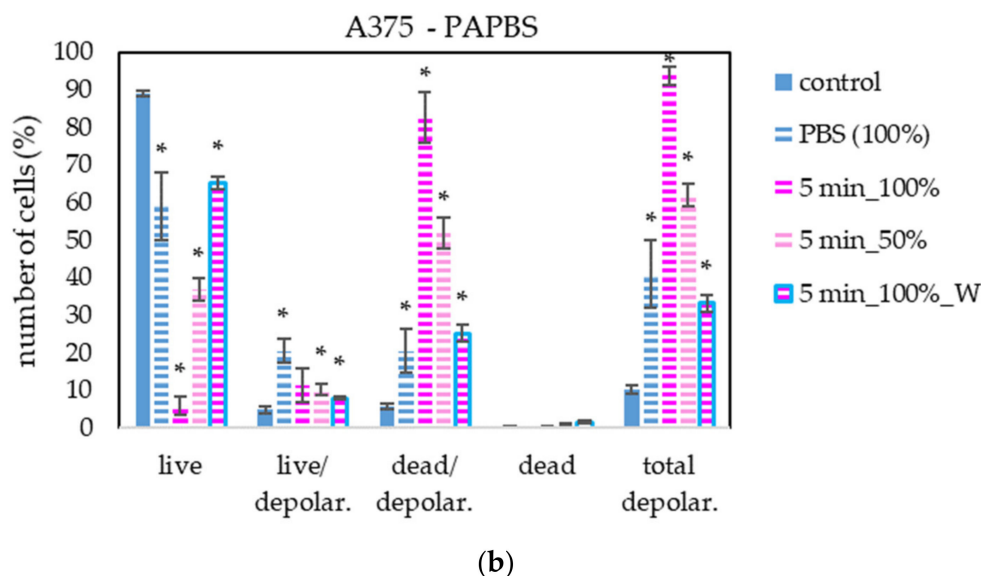 A375 - PAPBS
number of cells (%)
100
90
80
70
60
50
40
30
20
10
0
* * * *
* * *
* * * *
* * * *
live
live/
depolar.
dead/
depolar.
dead
total
depolar.
control
PBS (100%)
5 min_100%
5 min_50%
5 min_100%_W
(b)